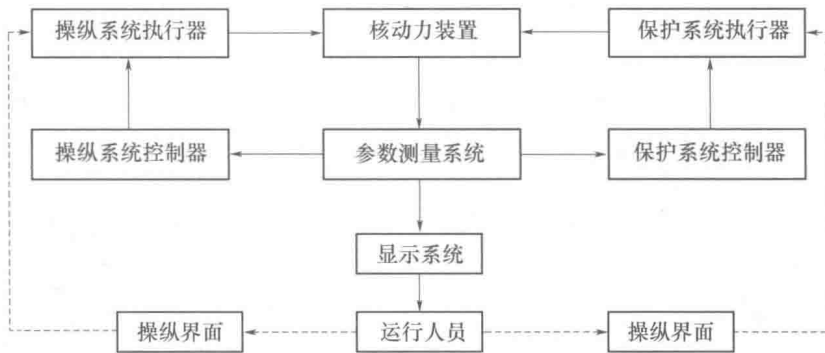 操纵系统执行器
核动力装置
保护系统执行器
操纵系统控制器
参数测量系统
保护系统控制器
显示系统
操纵界面
运行人员
操纵界面